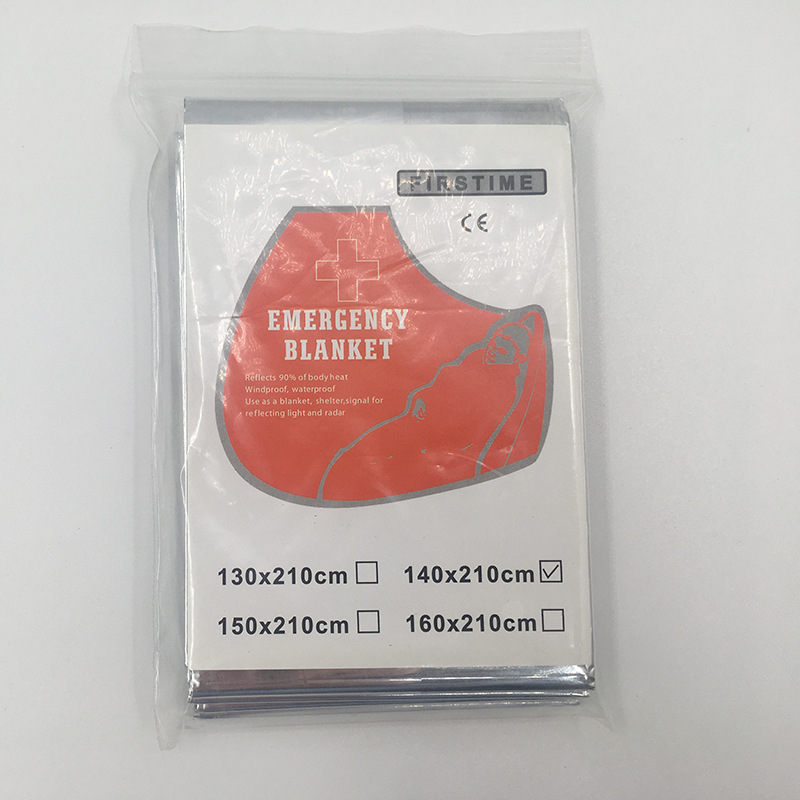 FIRSTIME
CE
EMERGENCY
BLANKET
Reflects 90% of body heat
Windproof, waterproof
Use as a blanket, shelter,signal for
reflecting light and radar
130x210cm 140x210cm
150x210cm 160x210cm